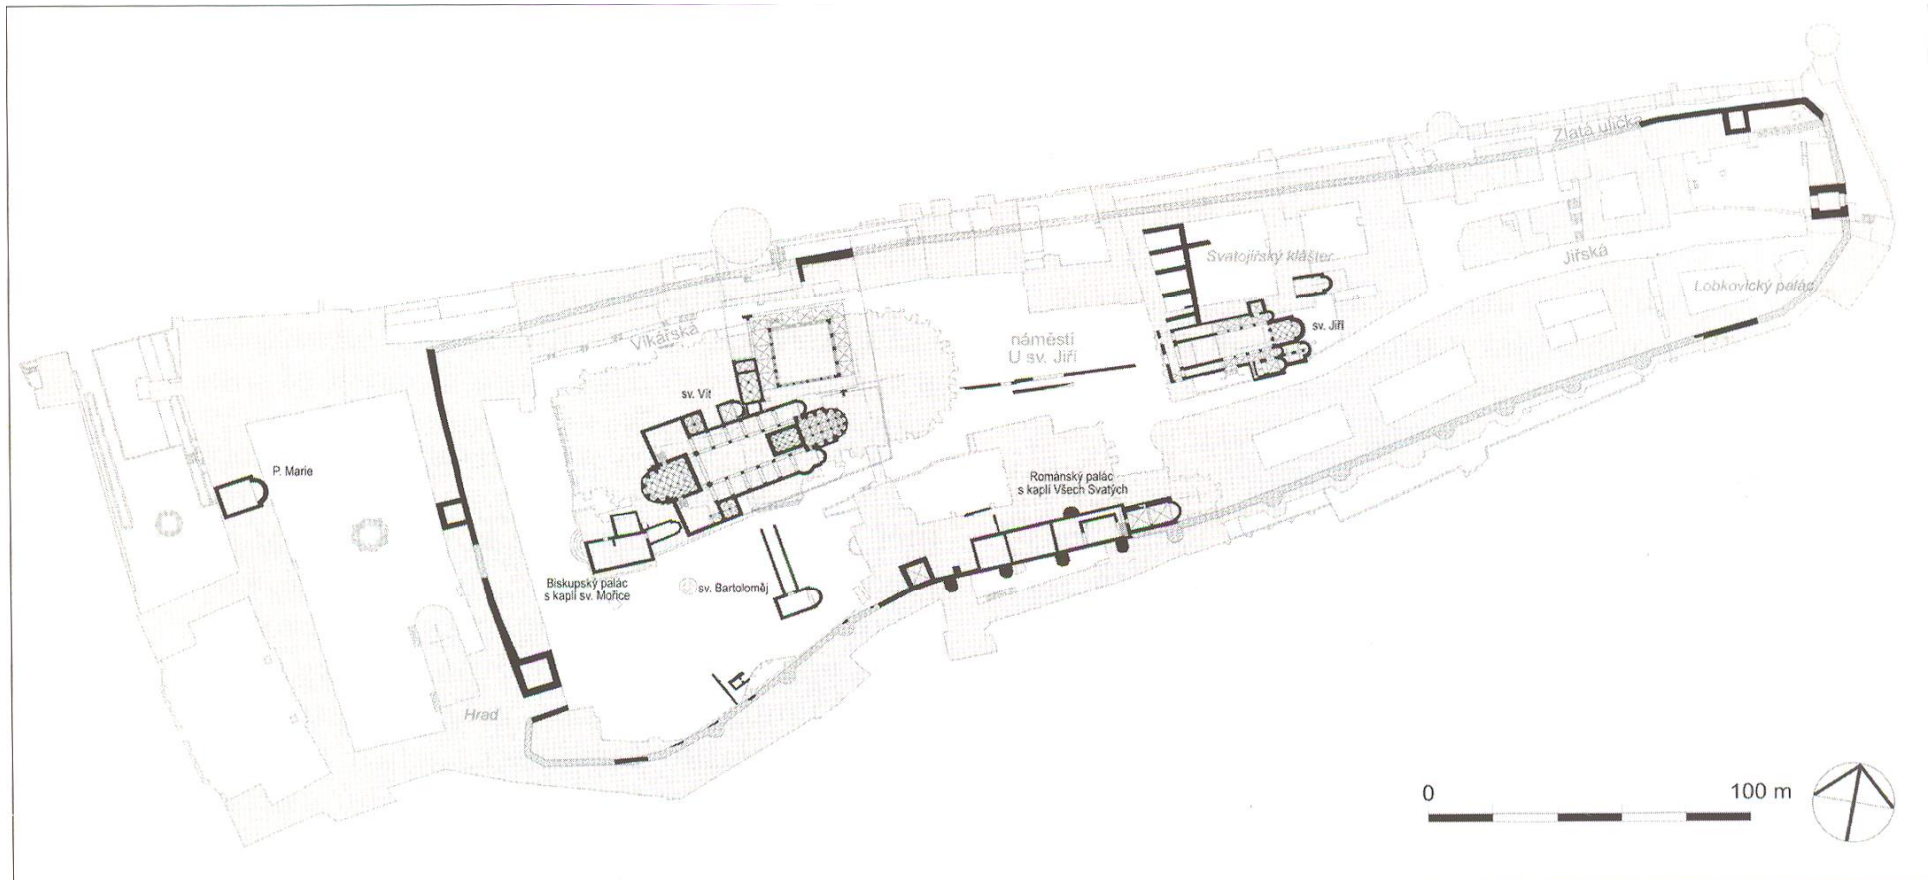 Zlatá ulička
Svatojiřský klášter
Jiřská
Lobkovický palác
Vikářská
náměstí
U sv. Jiří
sv. Jiří
sv. Vít
P. Marie
Románský palác
s kaplí Všech Svatých
Biskupský palác
s kaplí sv. Mořice
sv. Bartoloměj
Hrad
0
100 m